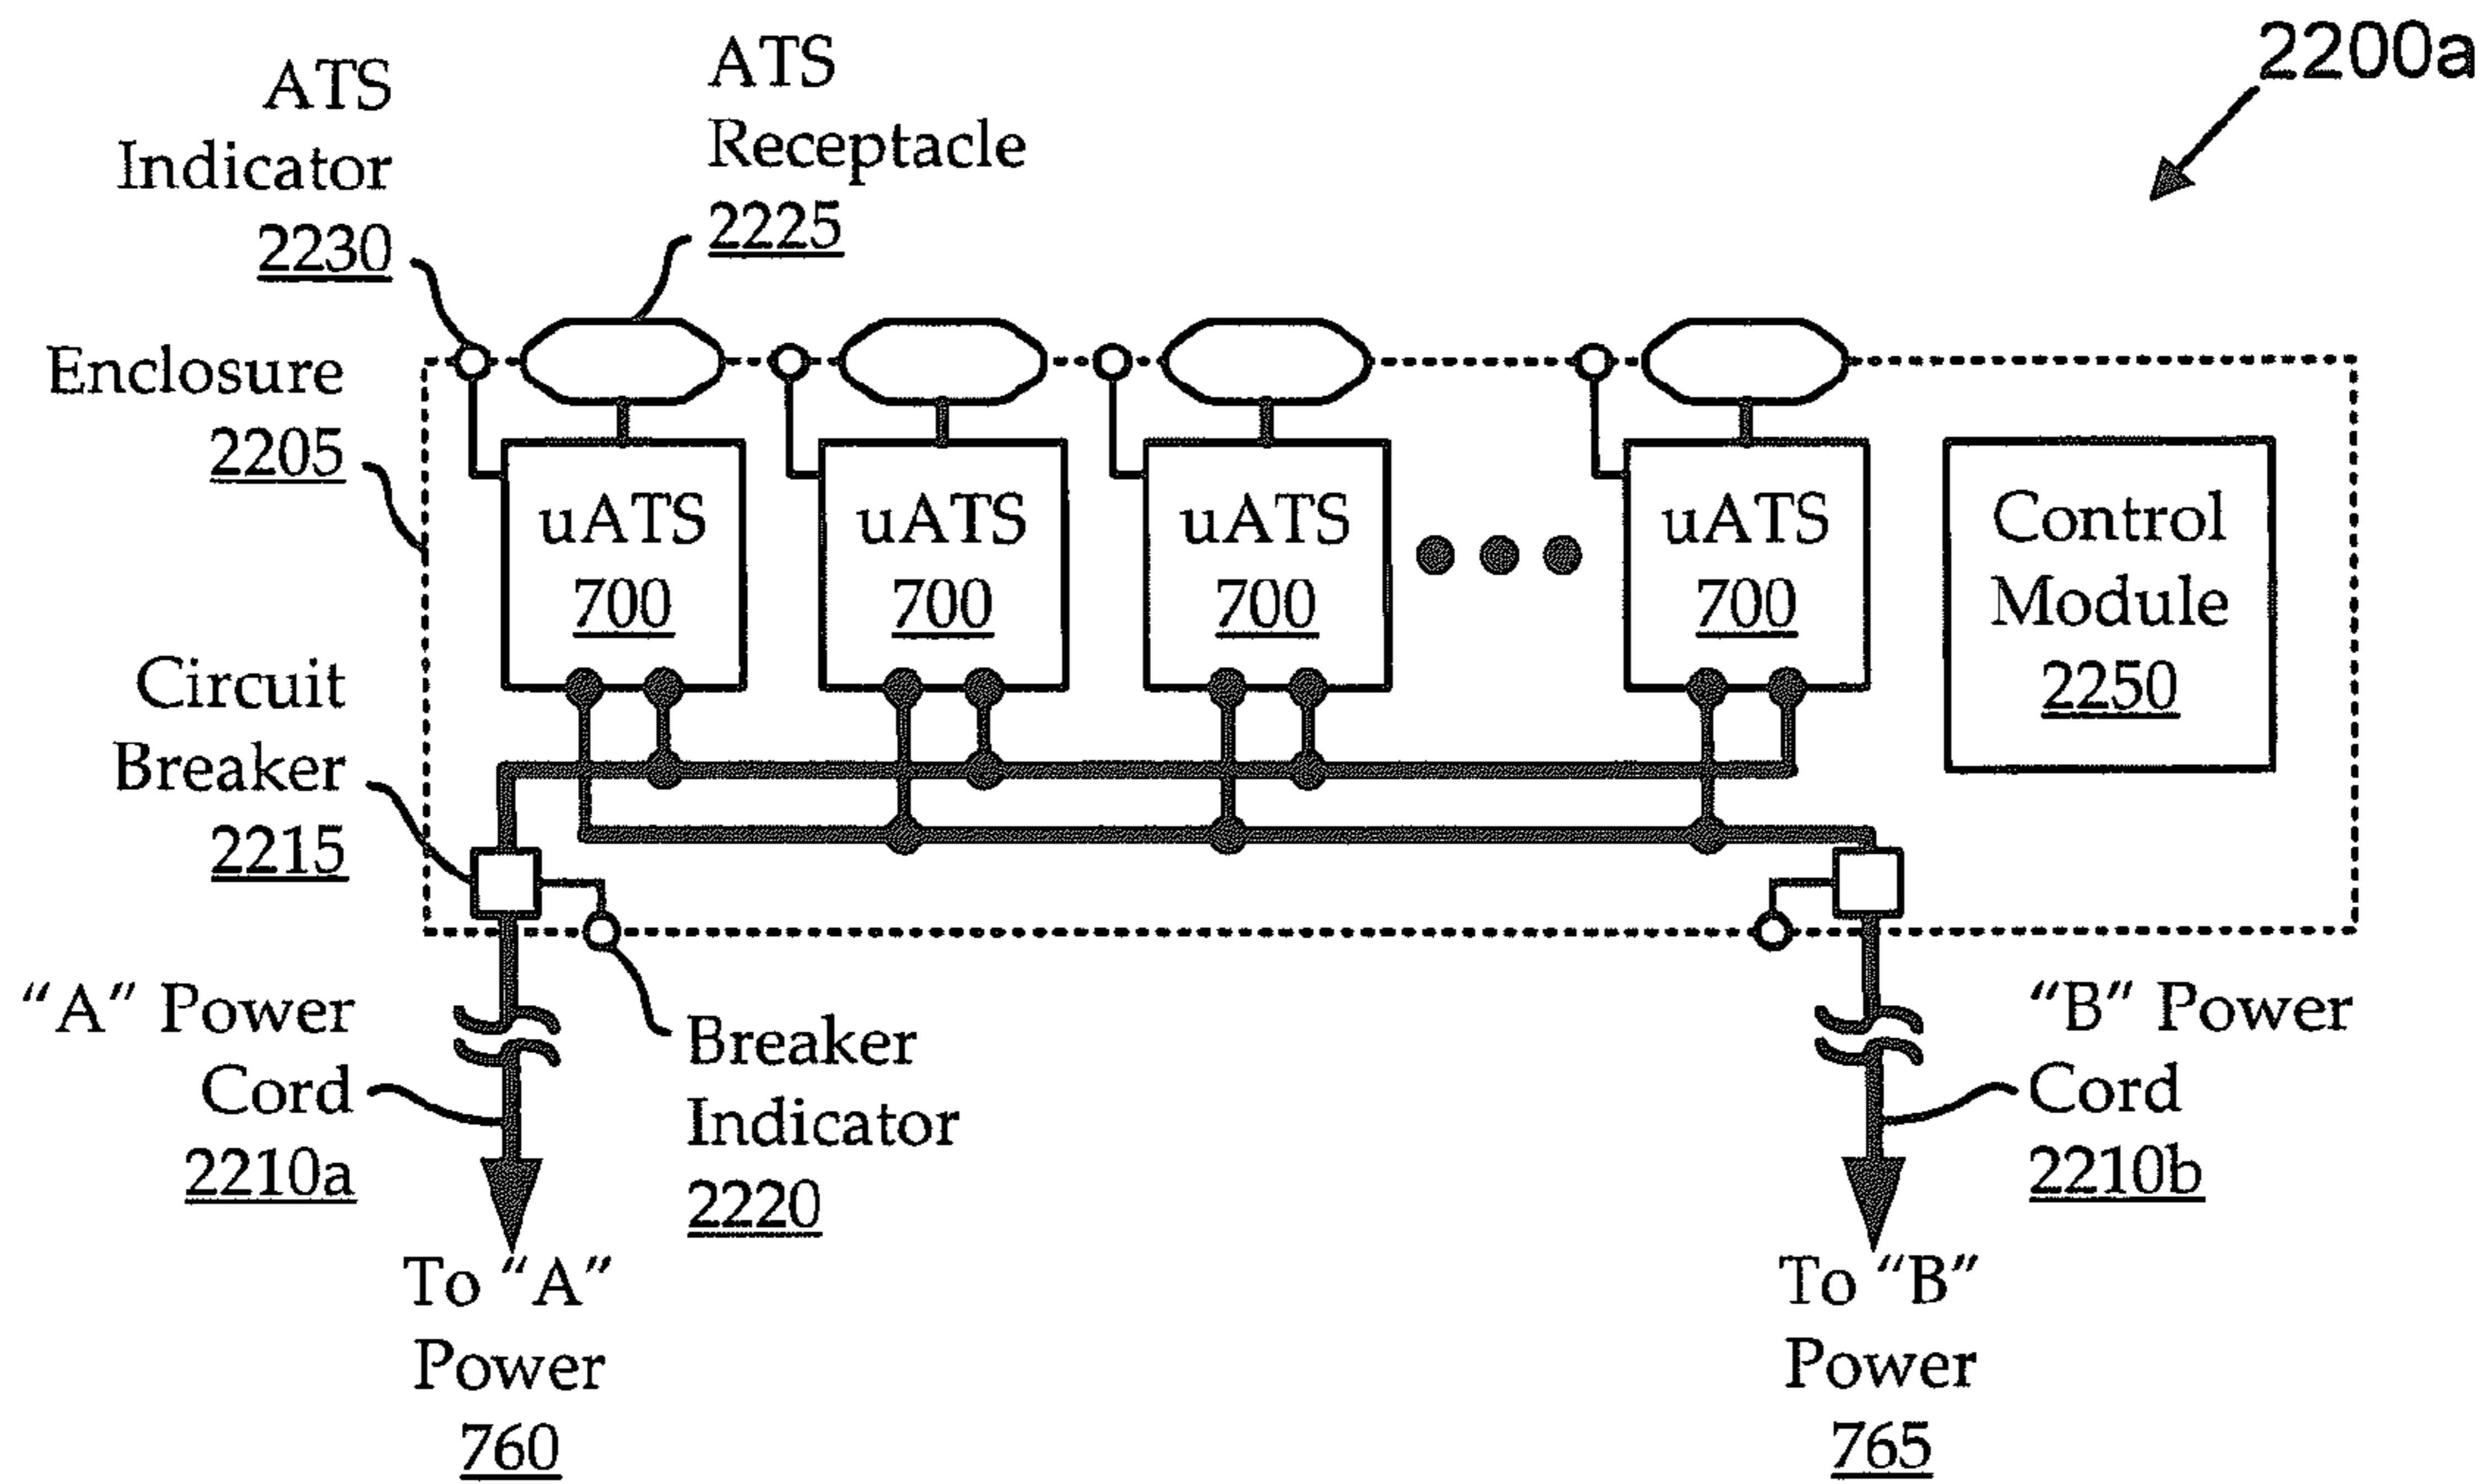 2200a
ATS
Indicator
2230
ATS
Receptacle
2225
Enclosure
2205
uATS
700
uATS
700
uATS
700
uATS
700
Control
Module
2250
Circuit
Breaker
2215
“A” Power
Cord
2210a
Breaker
Indicator
2220
“B” Power
Cord
2210b
To “A”
Power
760
To “B”
Power
765